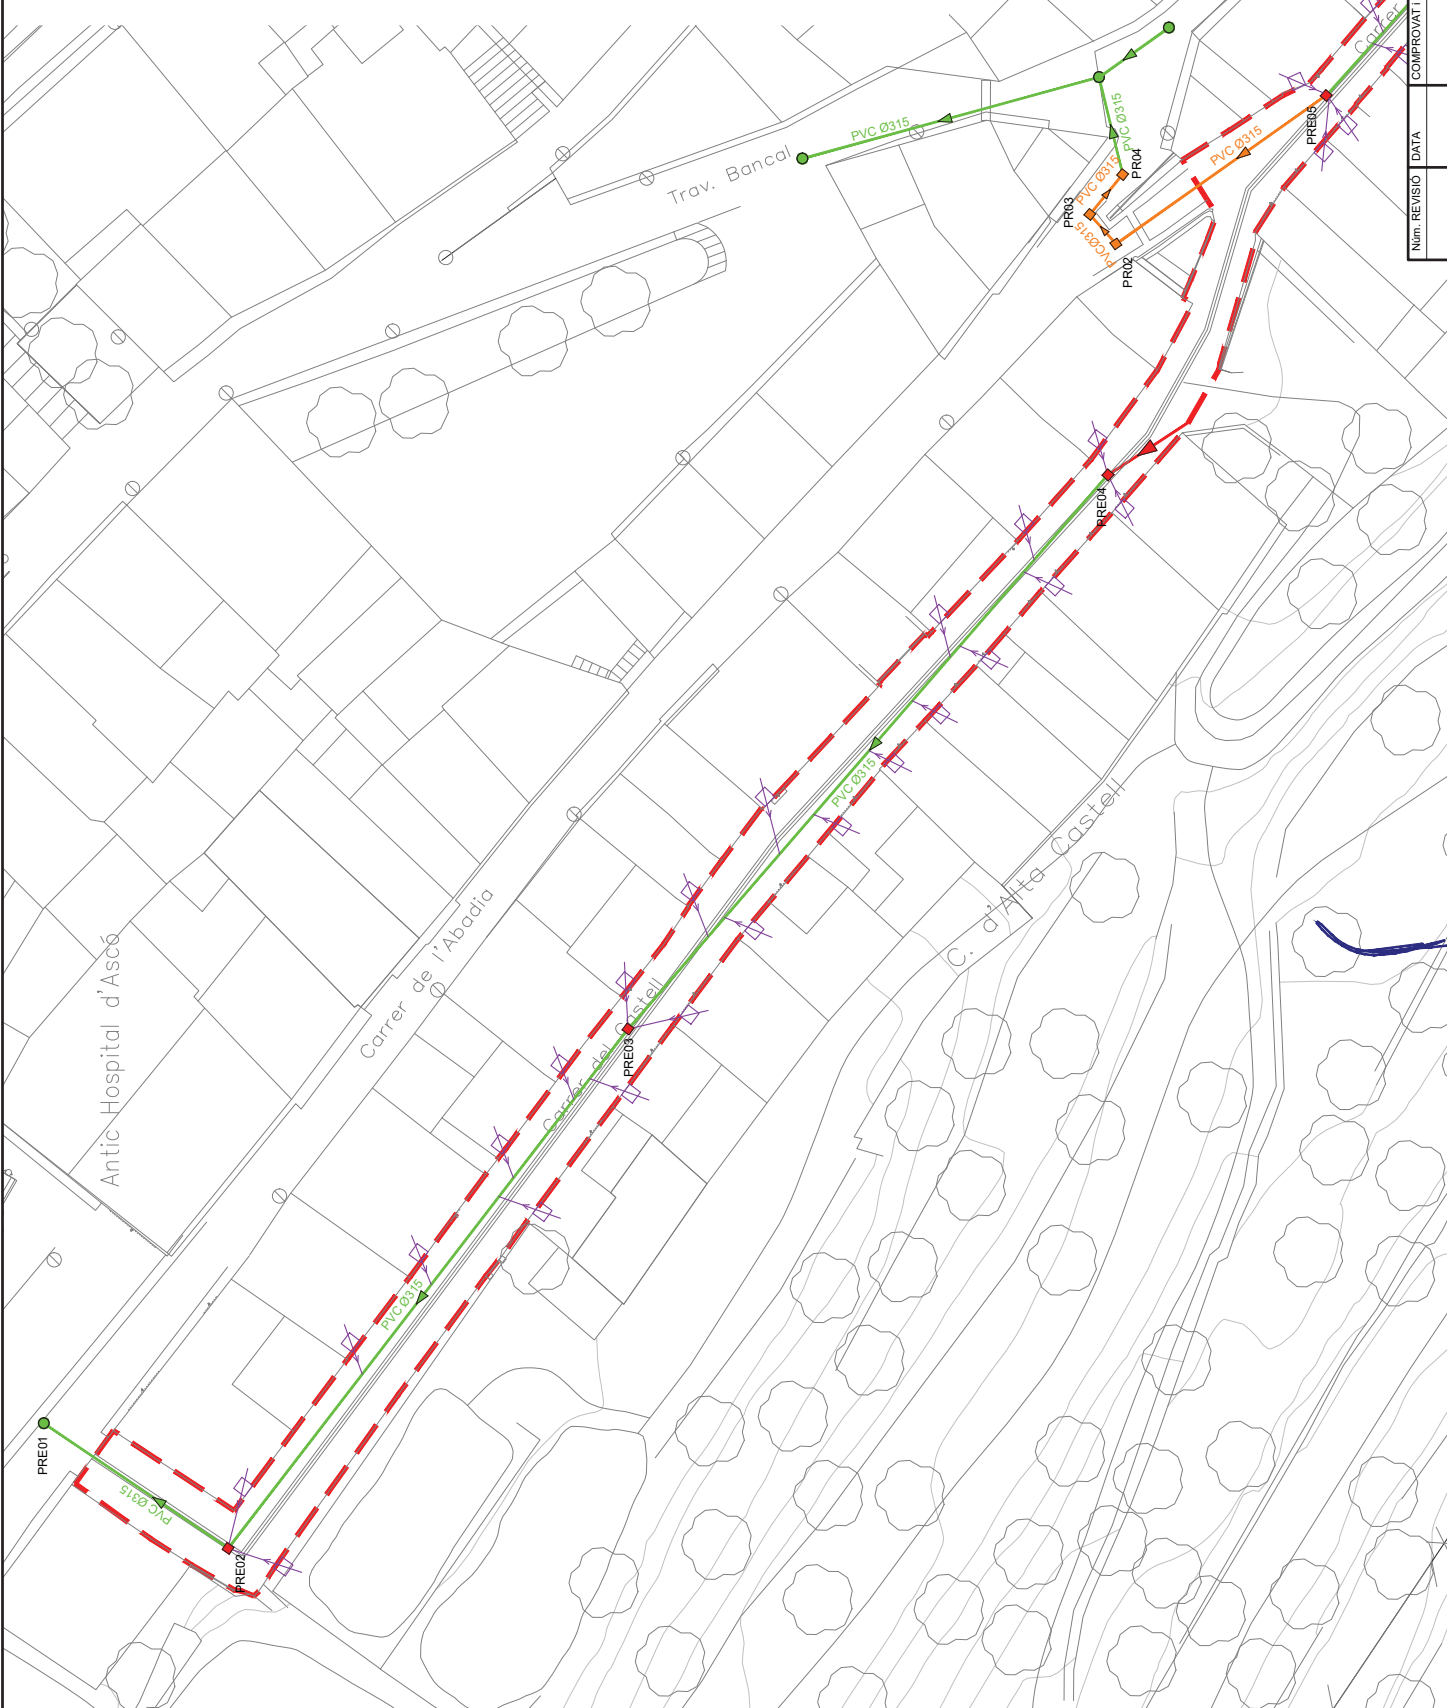 Carrer
COMPROVAT i
DATA
Núm. REVISIÓ
PRE05
PVC Ø315
PVC Ø315
PVC Ø315
PR04
PVC Ø315
PR03
PVCØ315
PR02
Trav. Bancal
PRE04
PVC Ø315
C. d'Alta Castell
Carrer de l'Abadia
Antic Hospital d'Ascó
Carrer del Castell
PRE03
PVC Ø315
PRE01
PVC Ø315
PRE02